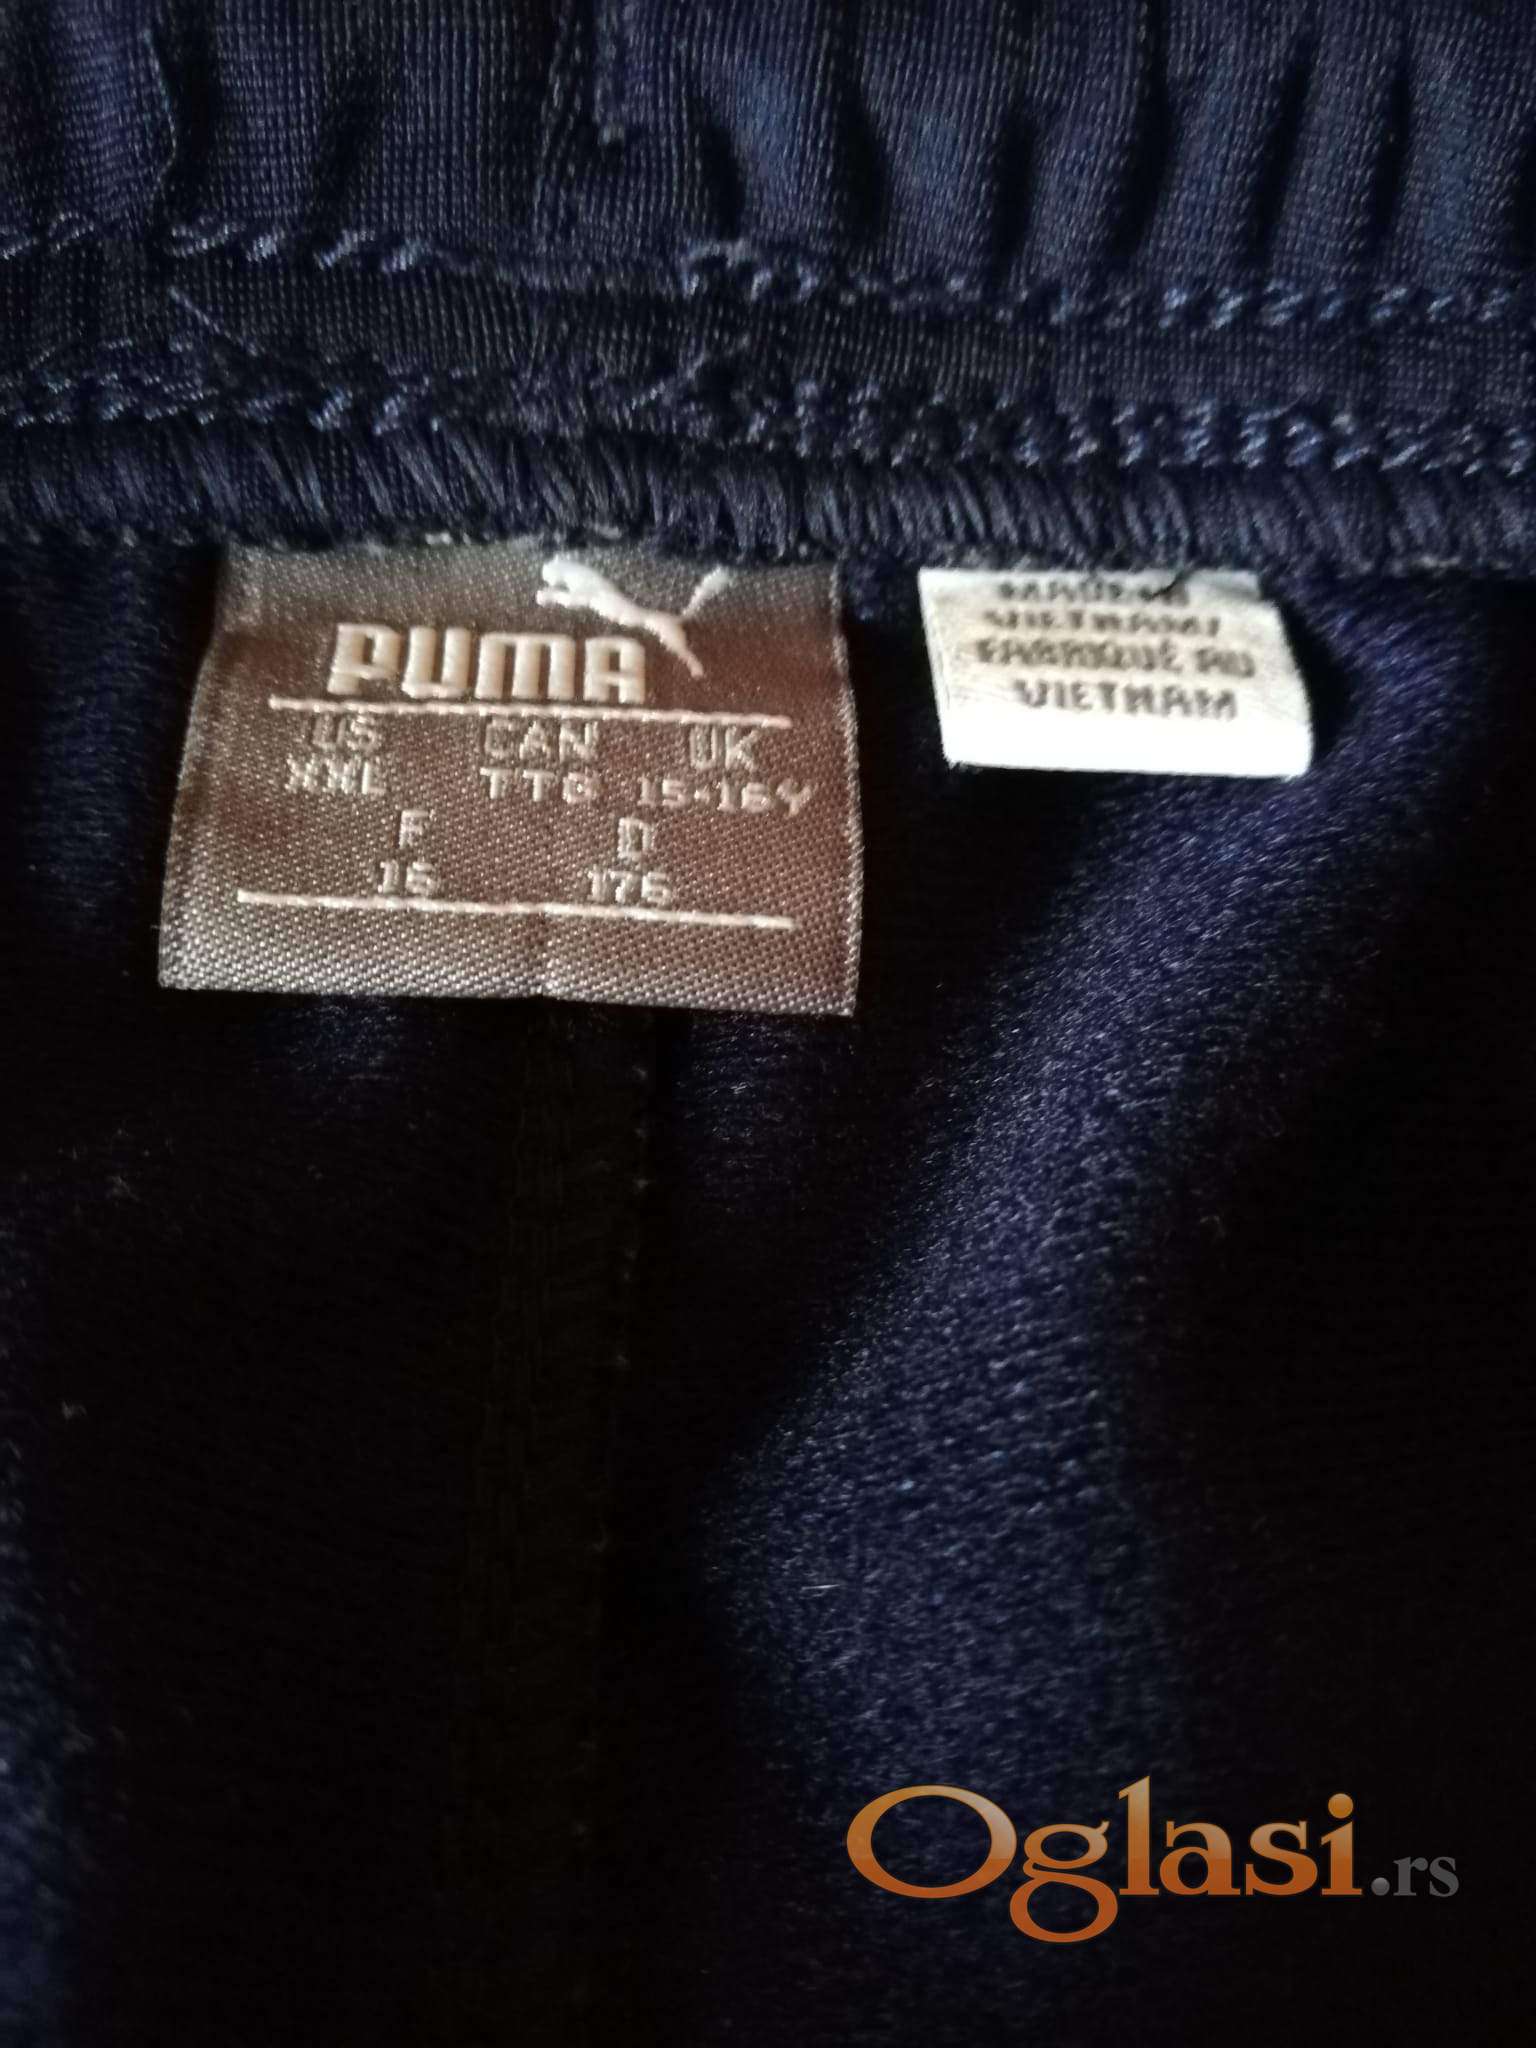 PUMA
US CAN UK
XXL TTG 15-16Y
F D
16 176
MADE IN
VIETNAM/
FABRIQUÉ AU
VIETNAM
Oglasi.rs